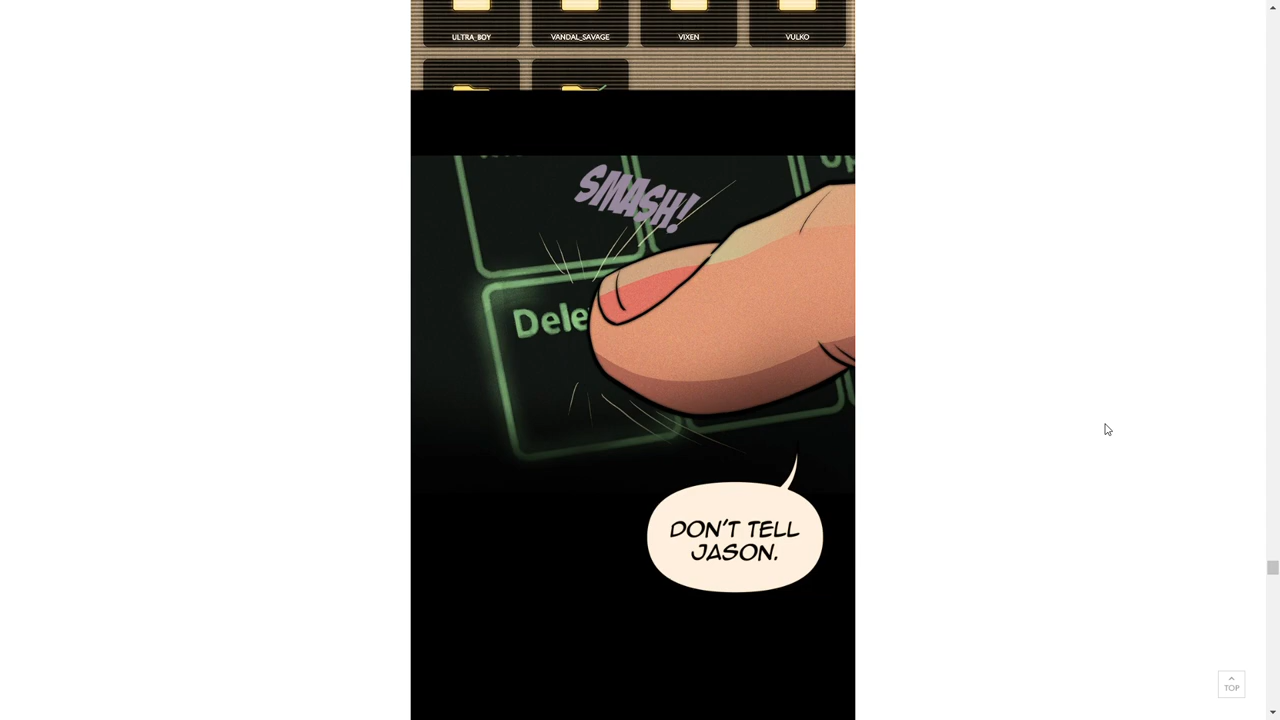 ULTRA_BOY VANDAL_SAVAGE VIXEN VULKO
SMASH!
Dele
DON'T TELL
JASON.
TOP